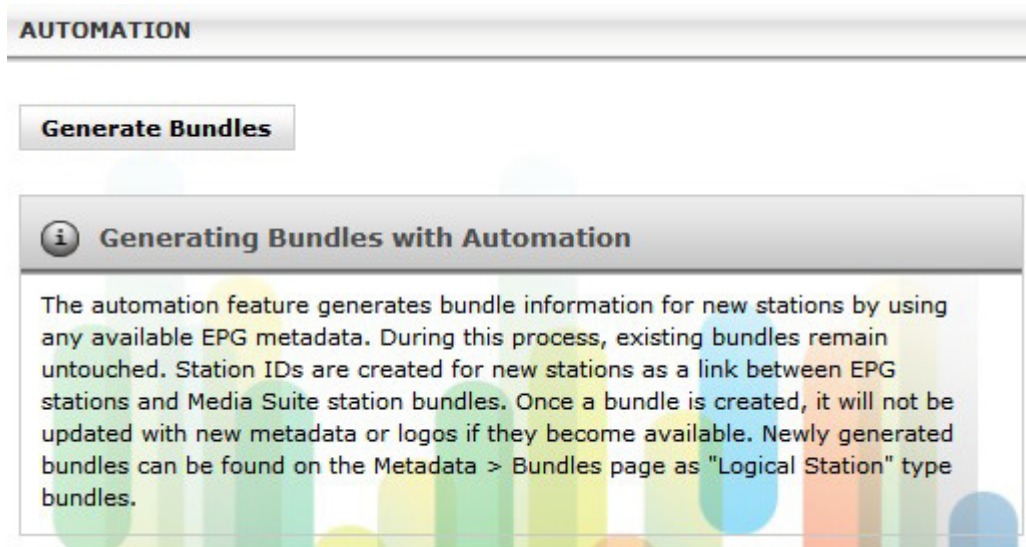 AUTOMATION
Generate Bundles
Generating Bundles with Automation
The automation feature generates bundle information for new stations by using
any available EPG metadata. During this process, existing bundles remain
untouched. Station IDs are created for new stations as a link between EPG
stations and Media Suite station bundles. Once a bundle is created, it will not be
updated with new metadata or logos if they become available. Newly generated
bundles can be found on the Metadata > Bundles page as "Logical Station" type
bundles.